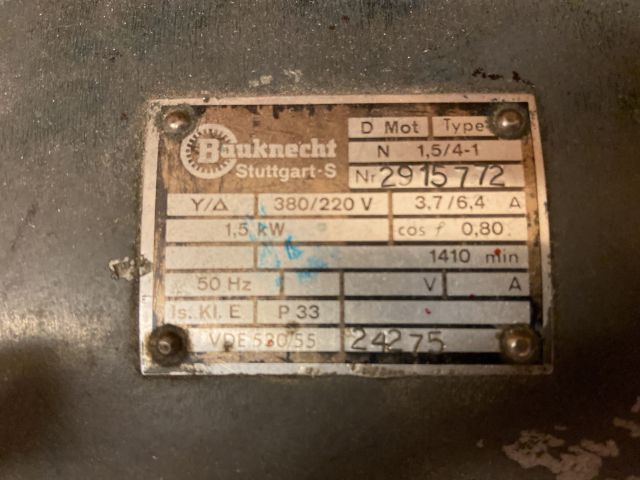 Bauknecht
Stuttgart-S
D Mot Type
N 1,5/4-1
Nr 2915772
Y/Δ 380/220 V 3,7/6,4 A
1,5 kW cos φ 0,80
1410 min
50 Hz V A
Is. Kl. E P 33
VDE 530/55 24275